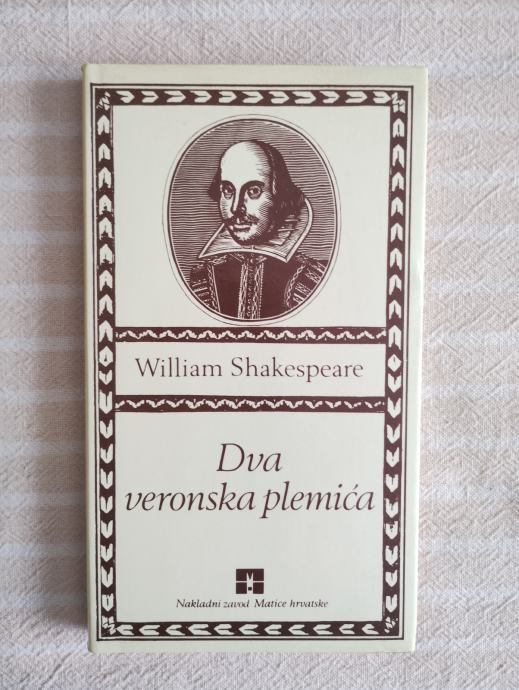 William Shakespeare
Dva
veronska plemića
Nakladni zavod Matice hrvatske